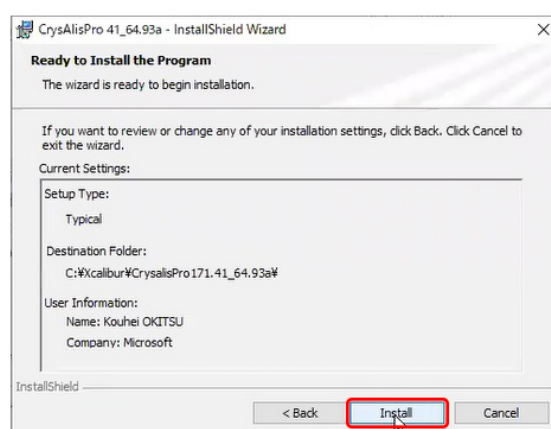 CrysAlisPro 41_64.93a - InstallShield Wizard
Ready to Install the Program
The wizard is ready to begin installation.
If you want to review or change any of your installation settings, click Back. Click Cancel to
exit the wizard.
Current Settings:
Setup Type:
Typical
Destination Folder:
C:¥Xcalibur¥CrysalisPro171.41_64.93a¥
User Information:
Name: Kouhei OKITSU
Company: Microsoft
InstallShield
< Back Install Cancel